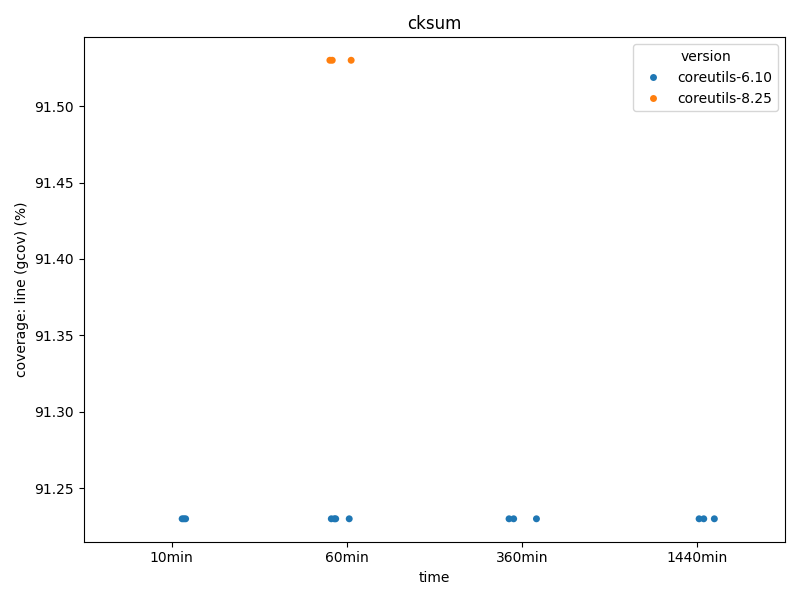 cksum
version
coreutils-6.10
coreutils-8.25
coverage: line (gcov) (%)
91.50
91.45
91.40
91.35
91.30
91.25
10min
60min
360min
1440min
time